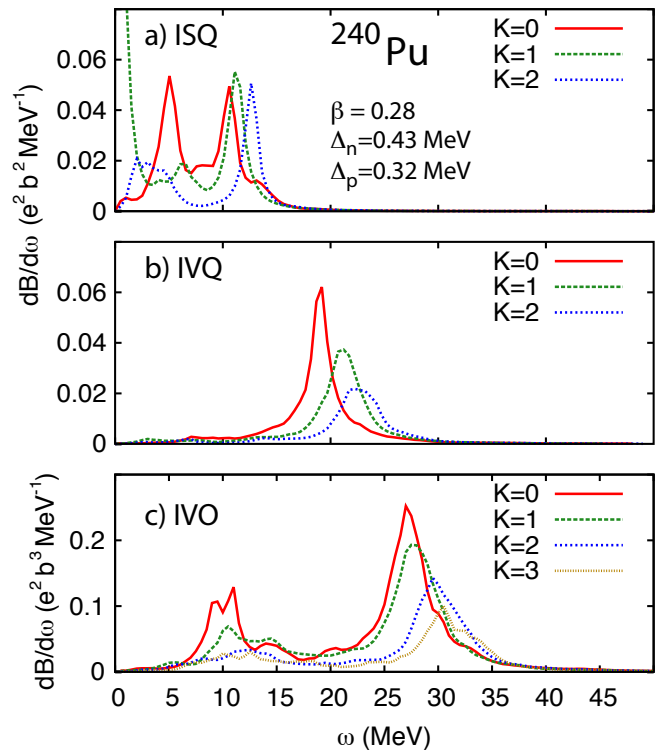 a) ISQ
²⁴⁰Pu
K=0
K=1
K=2
β = 0.28
Δₙ=0.43 MeV
Δₚ=0.32 MeV
0.06
0.04
0.02
0
b) IVQ
K=0
K=1
K=2
0.06
0.04
0.02
0
dB/dω (e² b² MeV⁻¹)
c) IVO
K=0
K=1
K=2
K=3
0.2
0.1
0
dB/dω (e² b³ MeV⁻¹)
0 5 10 15 20 25 30 35 40 45
ω (MeV)